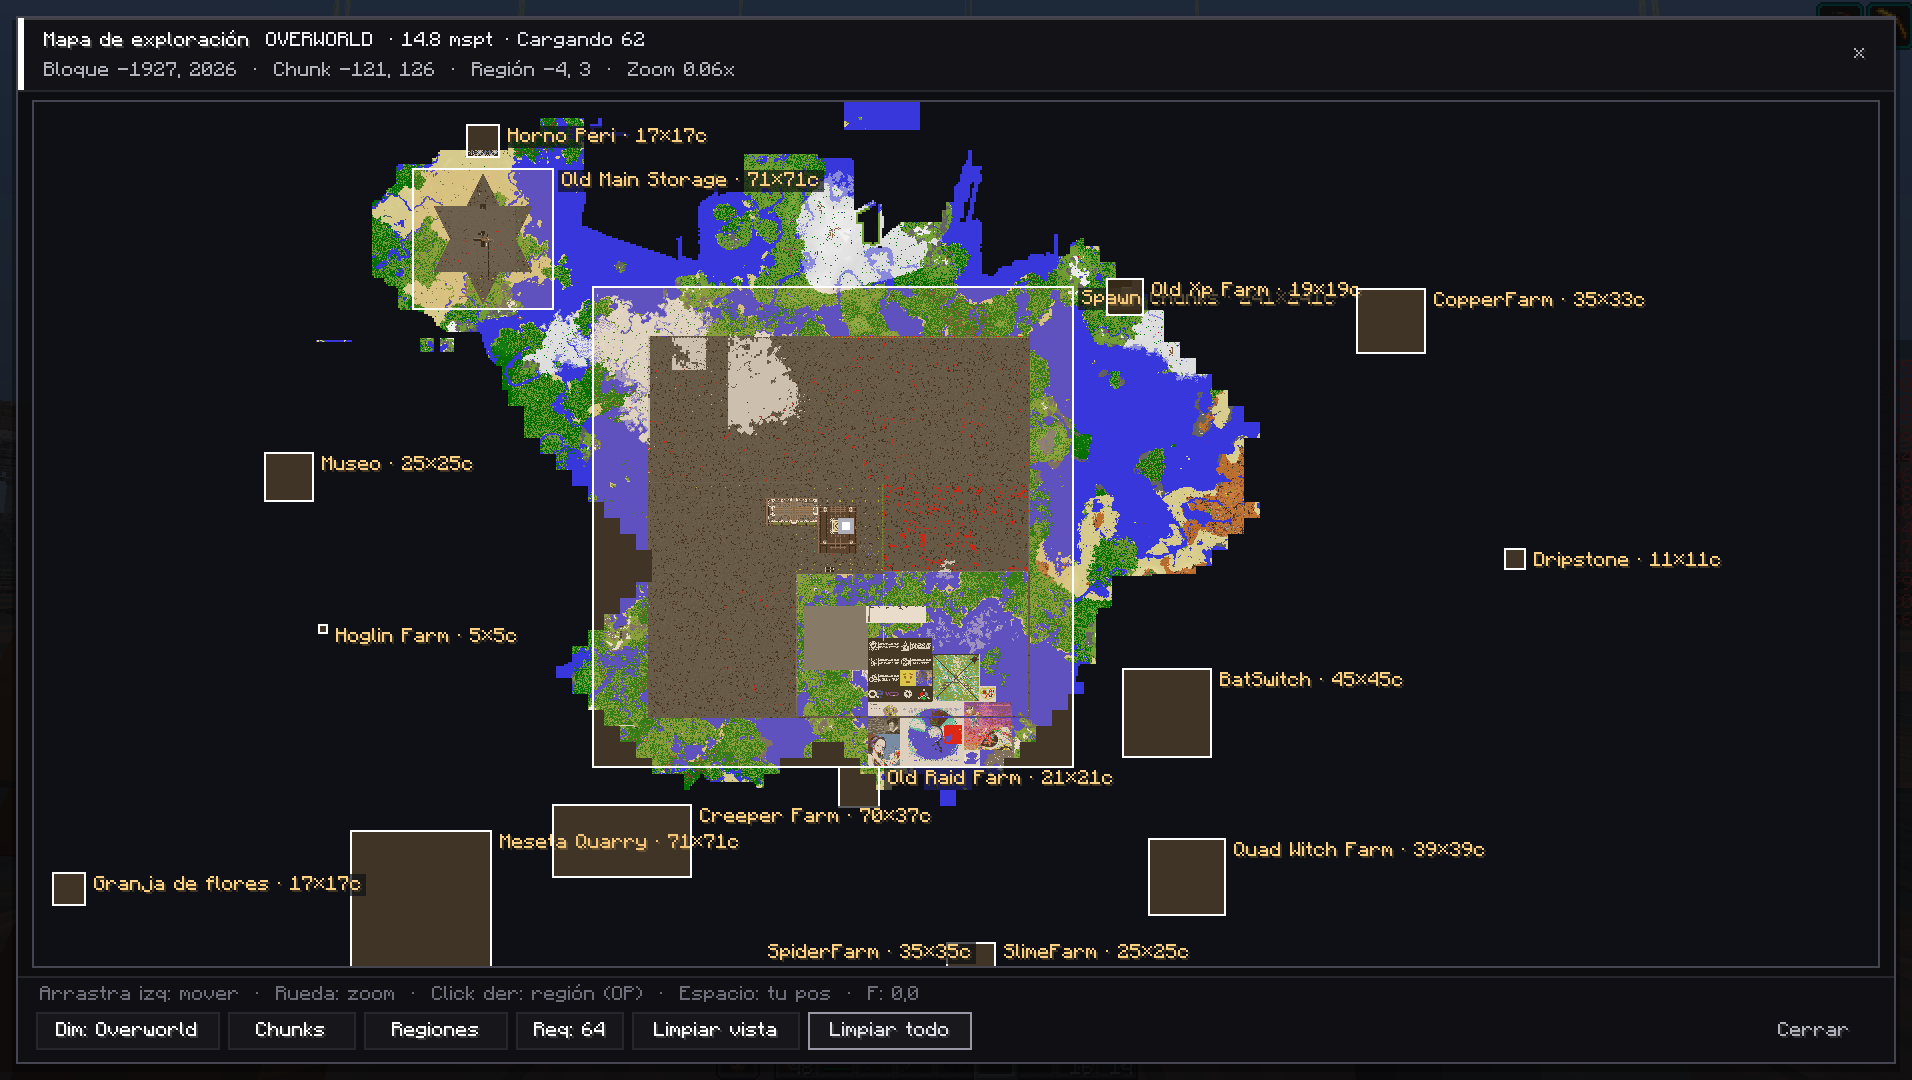 Mapa de exploración OVERWORLD · 14.8 mspt · Cargando 62
×
Bloque -1927, 2026 · Chunk -121, 126 · Región -4, 3 · Zoom 0.06x
Horno Peri · 17×17c
Old Main Storage · 71×71c
Old Xp Farm · 19×19c
Spawn Chunks
CopperFarm · 35×33c
Museo · 25×25c
Dripstone · 11×11c
Hoglin Farm · 5×5c
BatSwitch · 45×45c
Old Raid Farm · 21×21c
Creeper Farm · 70×37c
Meseta Quarry · 71×71c
Quad Witch Farm · 39×39c
Granja de flores · 17×17c
SpiderFarm · 35×35c
SlimeFarm · 25×25c
Arrastra izq: mover · Rueda: zoom · Click der: región (OP) · Espacio: tu pos · F: 0,0
Dim: Overworld
Chunks
Regiones
Req: 64
Limpiar vista
Limpiar todo
Cerrar